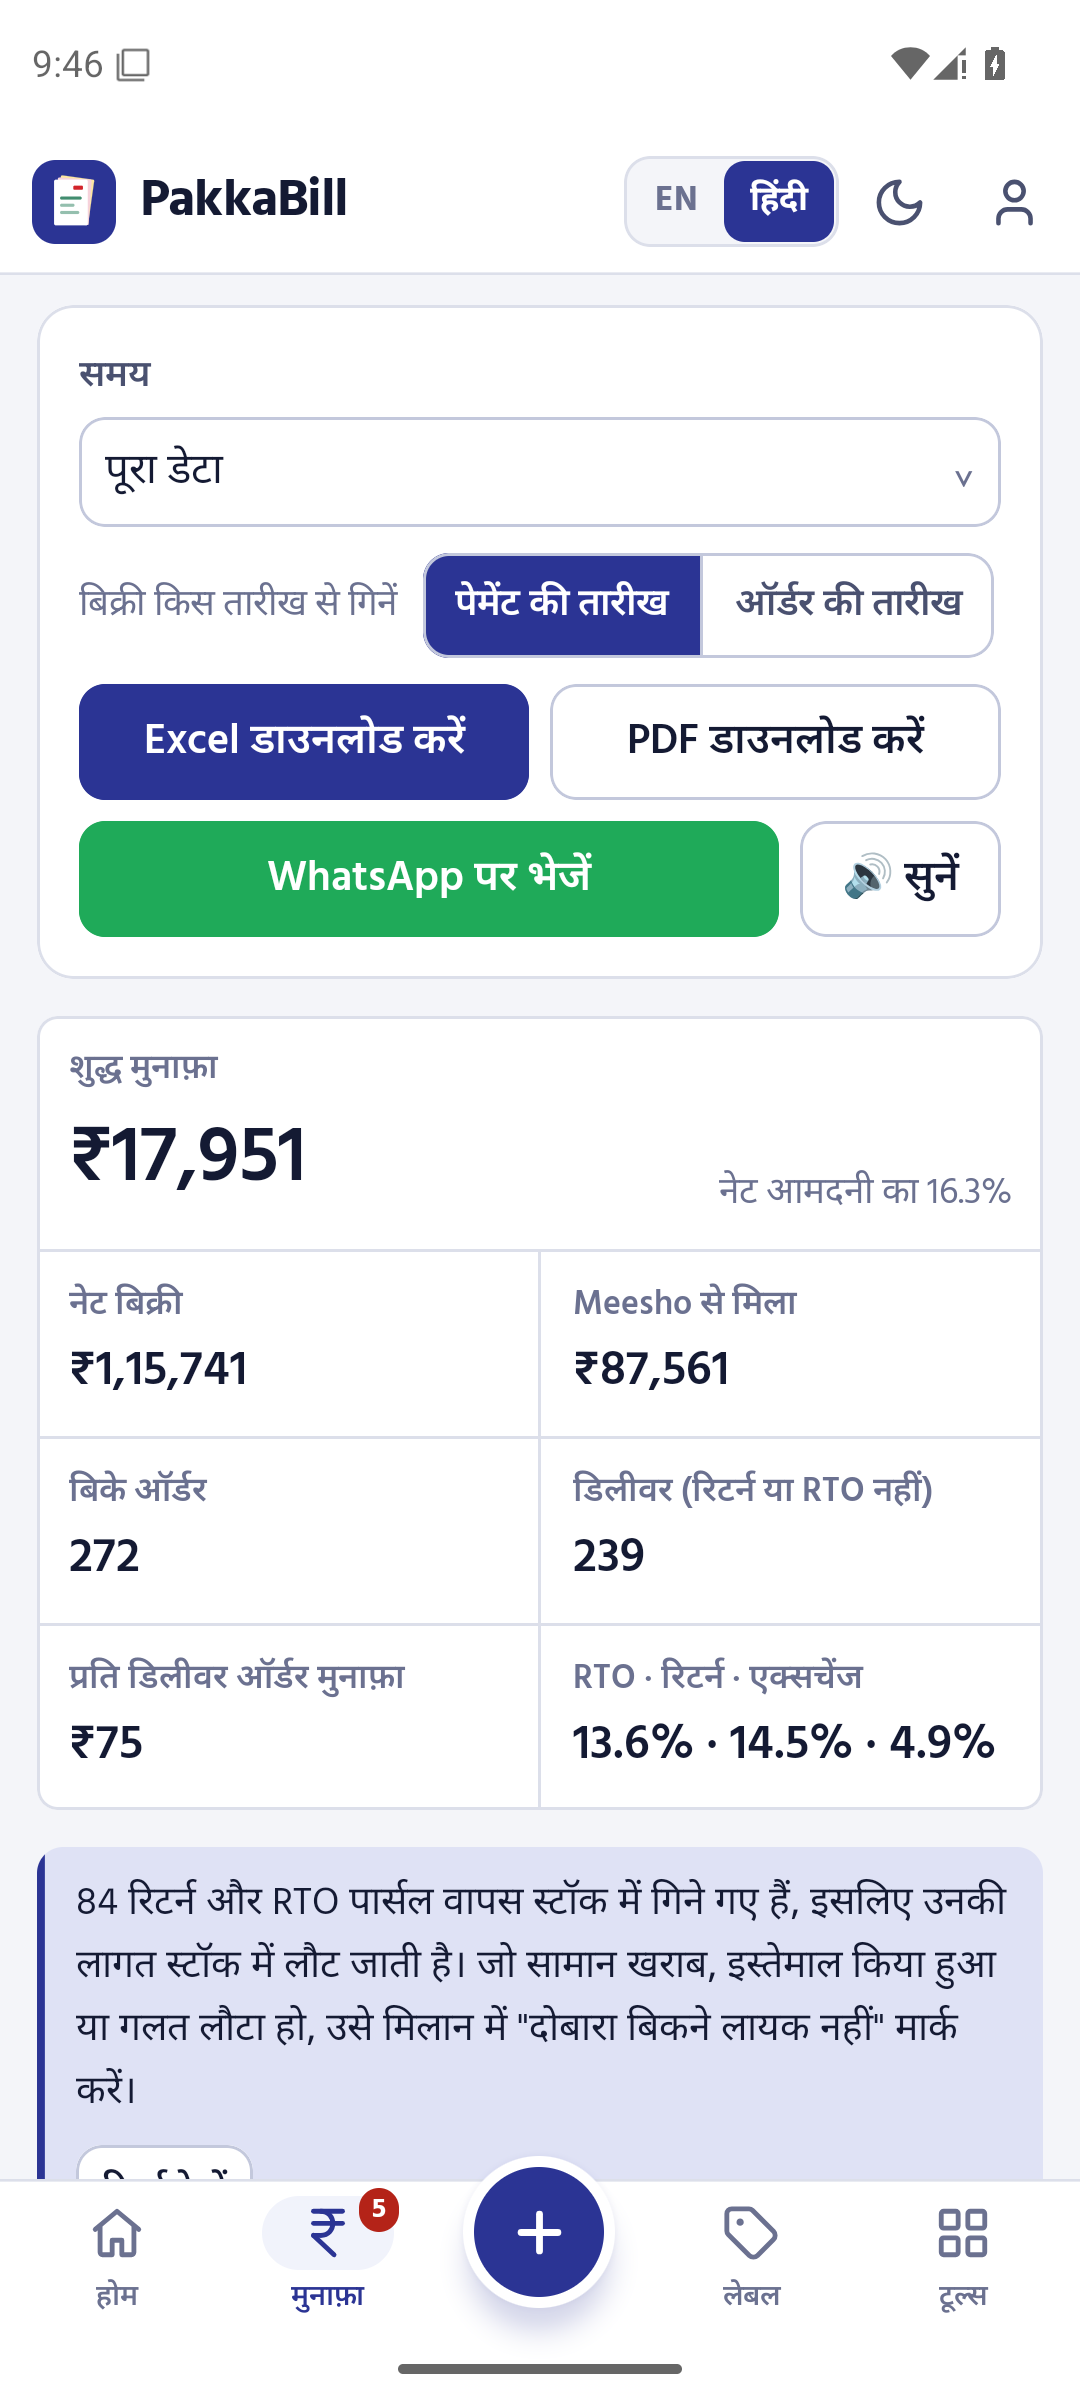 9:46
PakkaBill
EN हिंदी
समय
पूरा डेटा
बिक्री किस तारीख से गिनें पेमेंट की तारीख ऑर्डर की तारीख
Excel डाउनलोड करें PDF डाउनलोड करें
WhatsApp पर भेजें सुनें
शुद्ध मुनाफ़ा
₹17,951
नेट आमदनी का 16.3%
नेट बिक्री Meesho से मिला
₹1,15,741 ₹87,561
बिके ऑर्डर डिलीवर (रिटर्न या RTO नहीं)
272 239
प्रति डिलीवर ऑर्डर मुनाफ़ा RTO · रिटर्न · एक्सचेंज
₹75 13.6% · 14.5% · 4.9%
84 रिटर्न और RTO पार्सल वापस स्टॉक में गिने गए हैं, इसलिए उनकी
लागत स्टॉक में लौट जाती है। जो सामान खराब, इस्तेमाल किया हुआ
या गलत लौटा हो, उसे मिलान में "दोबारा बिकने लायक नहीं" मार्क
करें।
5
होम मुनाफ़ा लेबल टूल्स